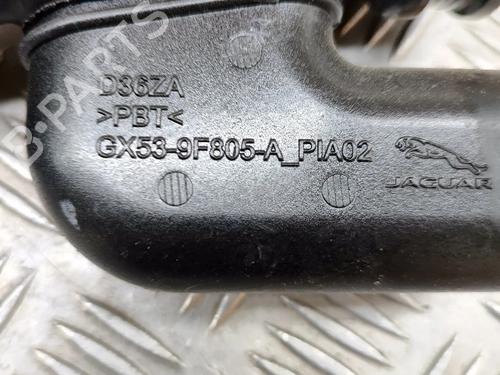 D36ZA
>PBT<
GX53-9F805-A_PIA02
JAGUAR
B-PARTS